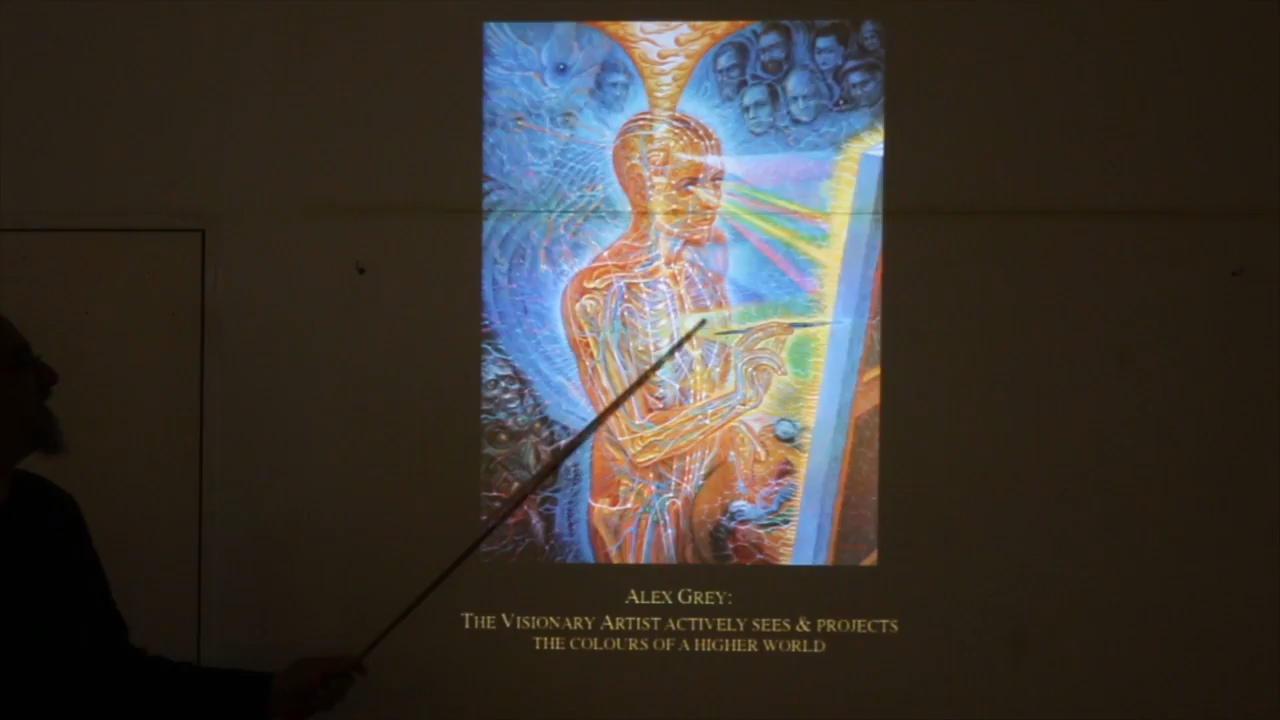 ALEX GREY:
THE VISIONARY ARTIST ACTIVELY SEES & PROJECTS
THE COLOURS OF A HIGHER WORLD